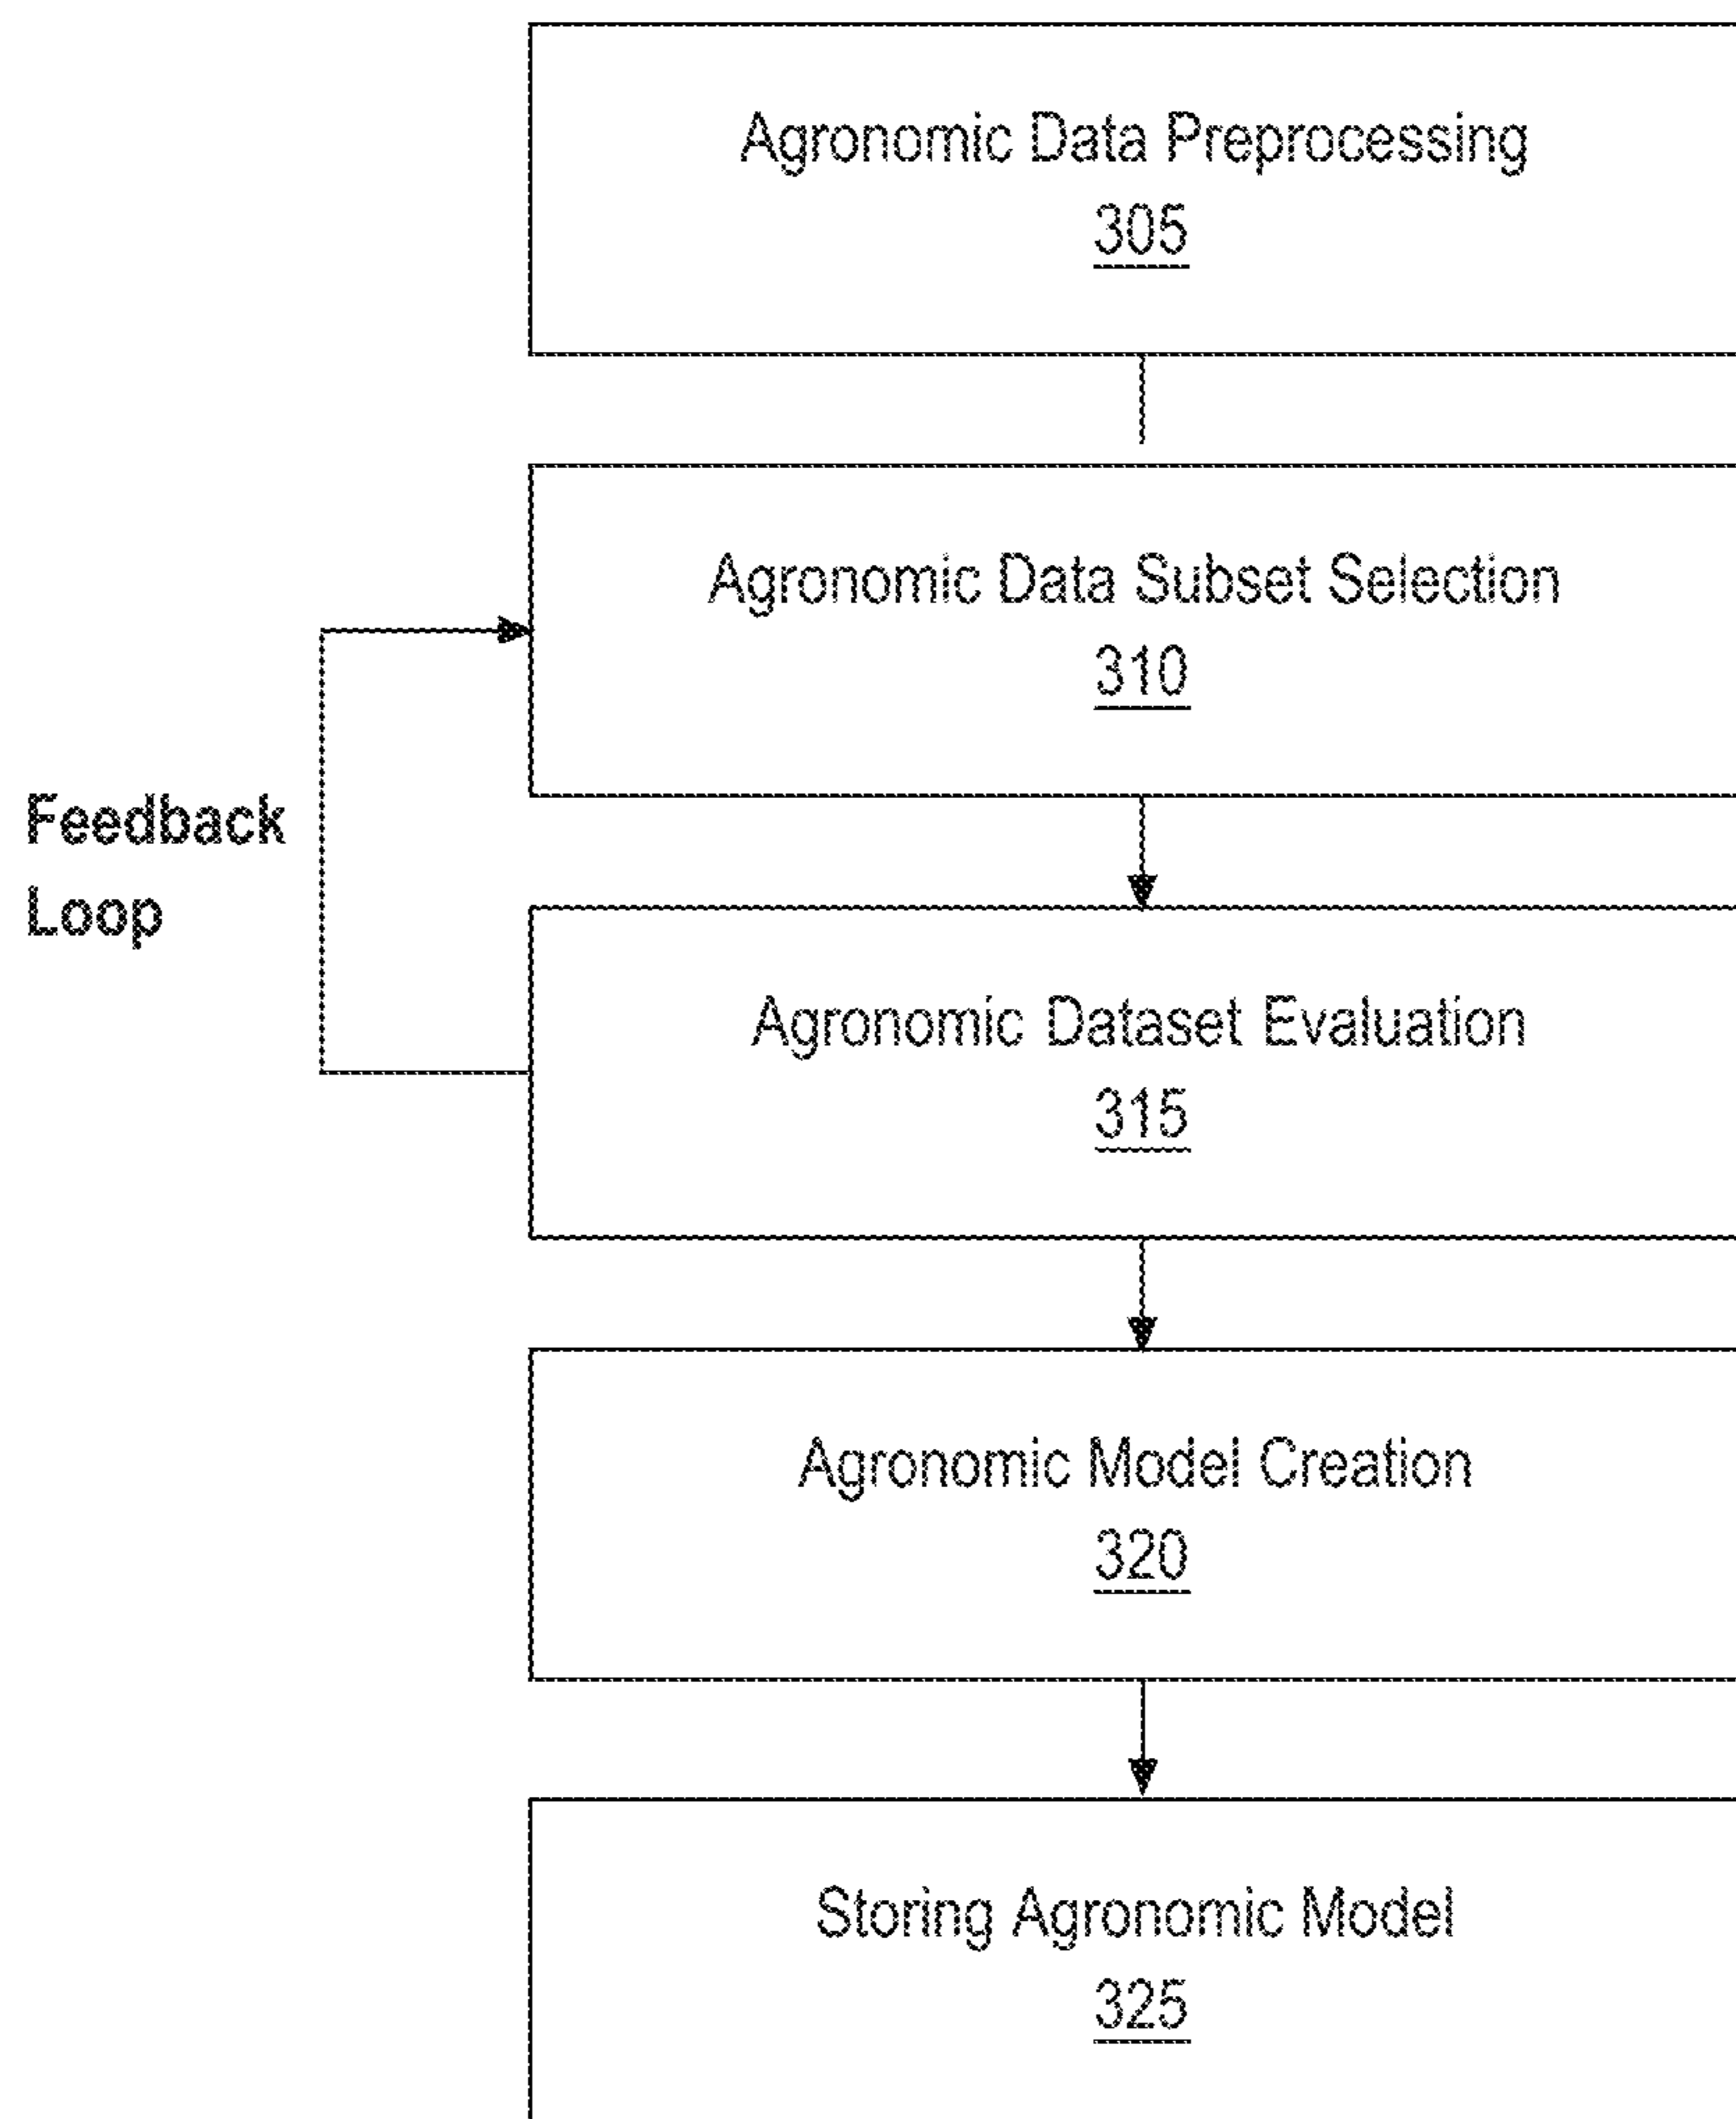 Agronomic Data Preprocessing
305
Agronomic Data Subset Selection
310
Feedback
Loop
Agronomic Dataset Evaluation
315
Agronomic Model Creation
320
Storing Agronomic Model
325